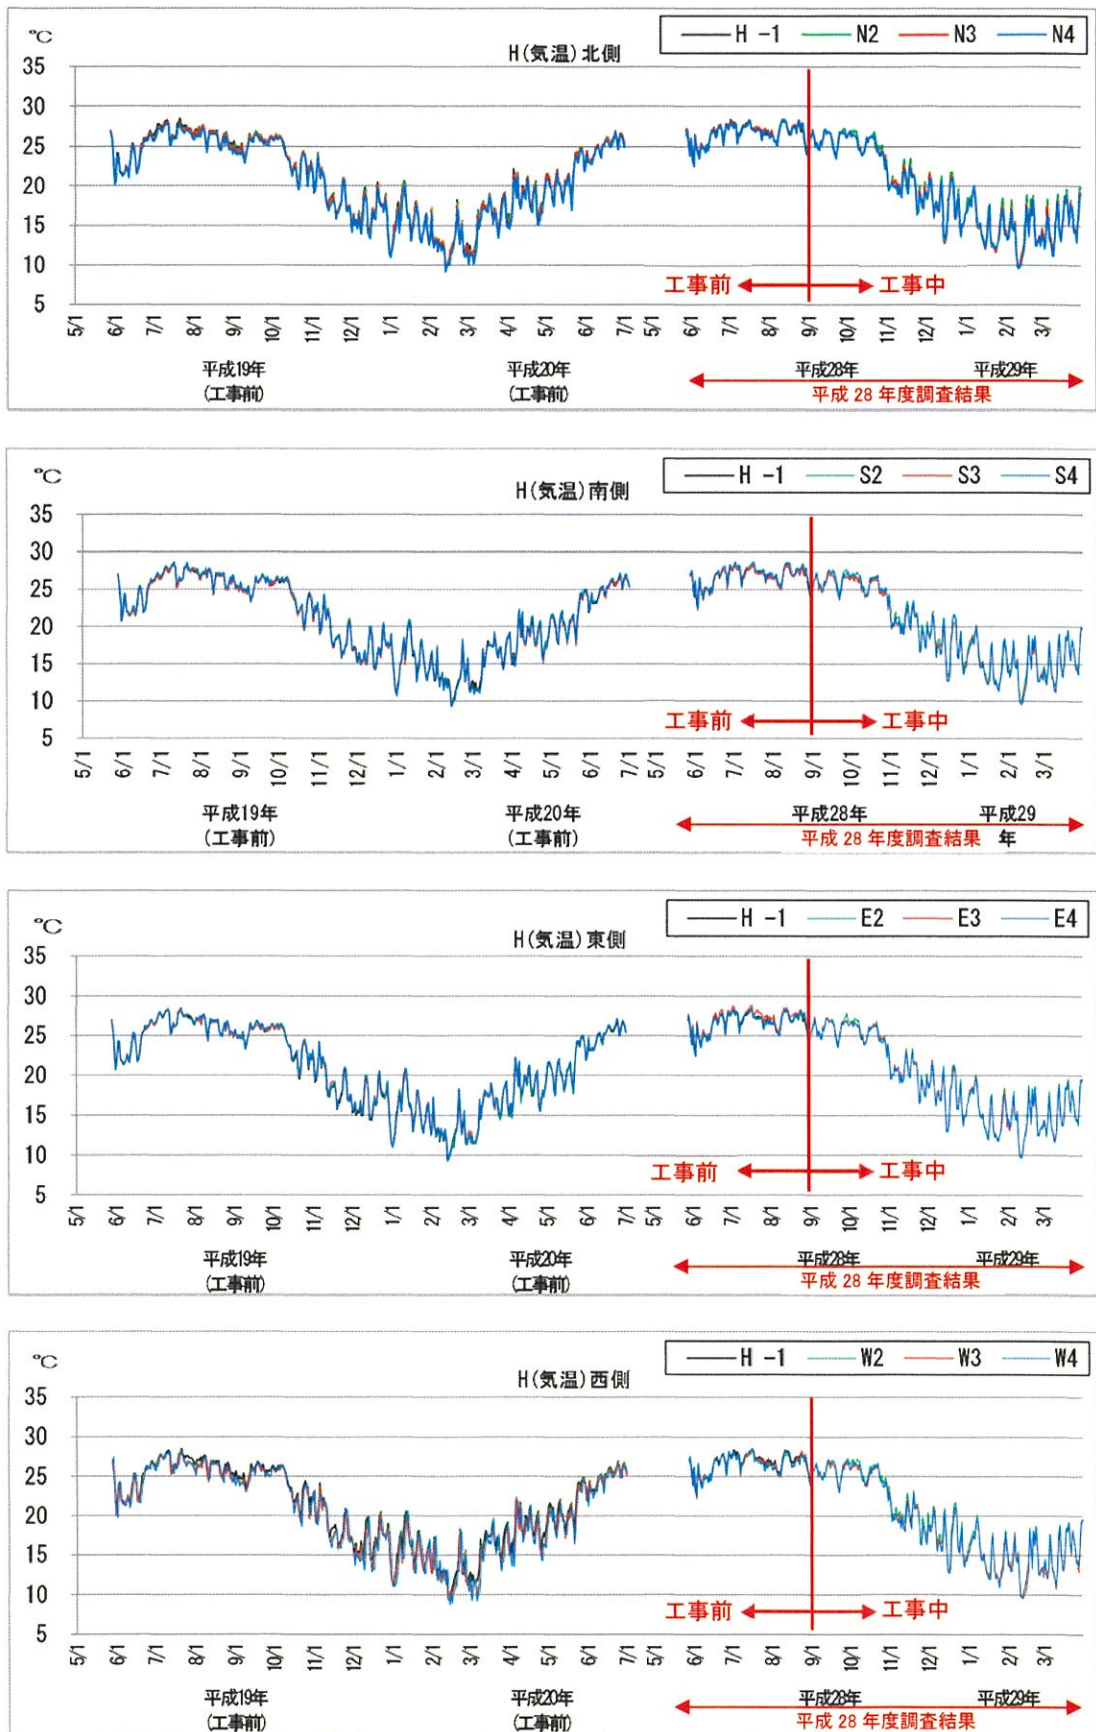 ℃
H(気温)北側
H -1 N2 N3 N4
35
30
25
20
15
10
5
工事前 工事中
5/1 6/1 7/1 8/1 9/1 10/1 11/1 12/1 1/1 2/1 3/1 4/1 5/1 6/1 7/1 5/1 6/1 7/1 8/1 9/1 10/1 11/1 12/1 1/1 2/1 3/1
平成19年 平成20年 平成28年 平成29年
(工事前) (工事前) 平成 28 年度調査結果
℃
H(気温)南側
H -1 S2 S3 S4
35
30
25
20
15
10
5
工事前 工事中
5/1 6/1 7/1 8/1 9/1 10/1 11/1 12/1 1/1 2/1 3/1 4/1 5/1 6/1 7/1 5/1 6/1 7/1 8/1 9/1 10/1 11/1 12/1 1/1 2/1 3/1
平成19年 平成20年 平成28年 平成29
(工事前) (工事前) 平成 28 年度調査結果 年
℃
H(気温)東側
H -1 E2 E3 E4
35
30
25
20
15
10
5
工事前 工事中
5/1 6/1 7/1 8/1 9/1 10/1 11/1 12/1 1/1 2/1 3/1 4/1 5/1 6/1 7/1 5/1 6/1 7/1 8/1 9/1 10/1 11/1 12/1 1/1 2/1 3/1
平成19年 平成20年 平成28年 平成29年
(工事前) (工事前) 平成 28 年度調査結果
℃
H(気温)西側
H -1 W2 W3 W4
35
30
25
20
15
10
5
工事前 工事中
5/1 6/1 7/1 8/1 9/1 10/1 11/1 12/1 1/1 2/1 3/1 4/1 5/1 6/1 7/1 5/1 6/1 7/1 8/1 9/1 10/1 11/1 12/1 1/1 2/1 3/1
平成19年 平成20年 平成28年 平成29年
(工事前) (工事前) 平成 28 年度調査結果